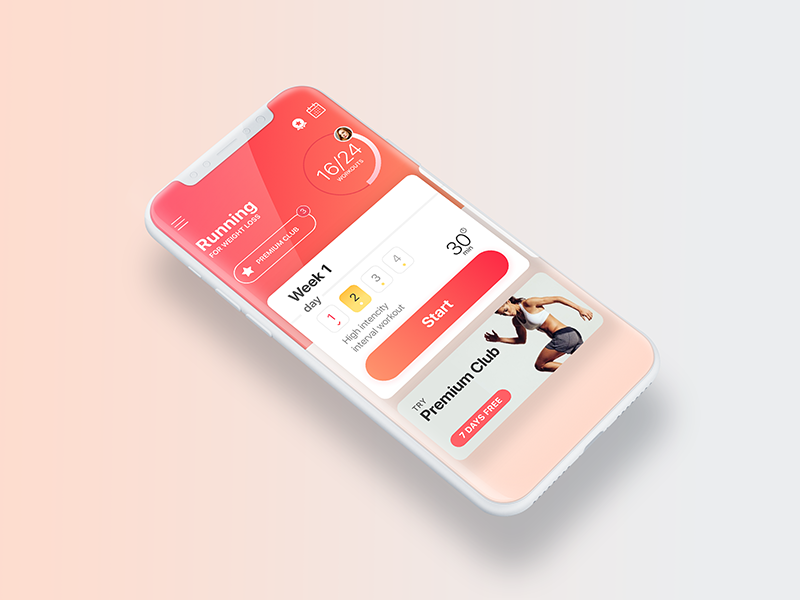 Running
FOR WEIGHT LOSS
16/24
WORKOUTS
PREMIUM CLUB
3
Week 1
day
1
2
3
4
30
min
High intencity
interval workout
Start
TRY
Premium Club
7 DAYS FREE